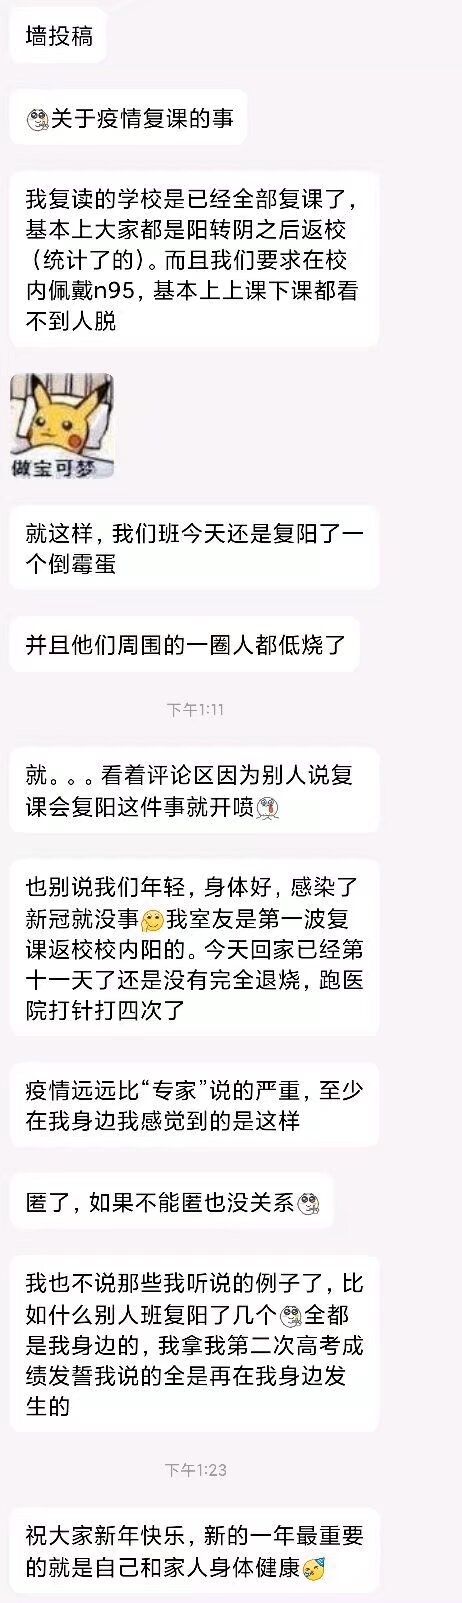 墙投稿
关于疫情复课的事
我复读的学校是已经全部复课了，
基本上大家都是阳转阴之后返校
（统计了的）。而且我们要求在校
内佩戴n95，基本上上课下课都看
不到人脱
做宝可梦
就这样，我们班今天还是复阳了一
个倒霉蛋
并且他们周围的一圈人都低烧了
下午1:11
就。。。看着评论区因为别人说复
课会复阳这件事就开喷
也别说我们年轻，身体好，感染了
新冠就没事我室友是第一波复
课返校校内阳的。今天回家已经第
十一天了还是没有完全退烧，跑医
院打针打四次了
疫情远远比“专家”说的严重，至少
在我身边我感觉到的是这样
匿了，如果不能匿也没关系
我也不说那些我听说的例子了，比
如什么别人班复阳了几个全都
是我身边的，我拿我第二次高考成
绩发誓我说的全是再在我身边发
生的
下午1:23
祝大家新年快乐，新的一年最重要
的就是自己和家人身体健康